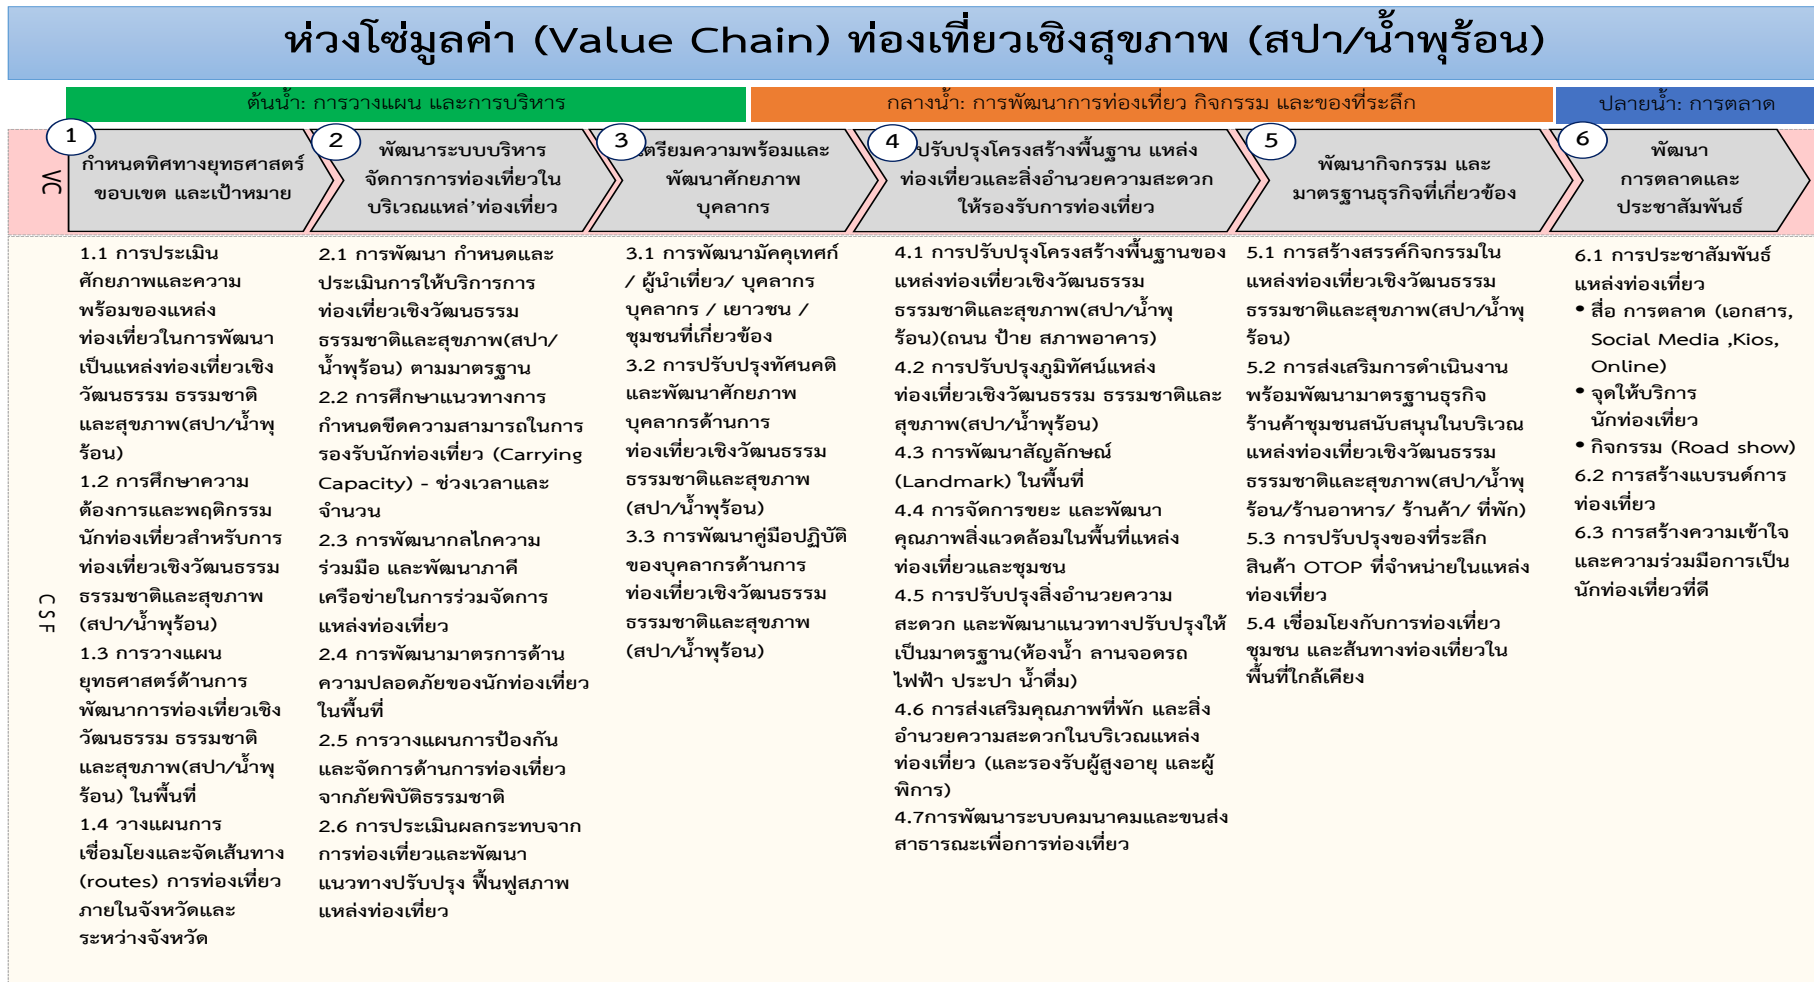 ห่วงโซ่มูลค่า (Value Chain) ท่องเที่ยวเชิงสุขภาพ (สปา/น้ำพุร้อน)
ต้นน้ำ: การวางแผน และการบริหาร
กลางน้ำ: การพัฒนาการท่องเที่ยว กิจกรรม และของที่ระลึก
ปลายน้ำ: การตลาด
VC
1
กำหนดทิศทางยุทธศาสตร์
ขอบเขต และเป้าหมาย
2
พัฒนาระบบบริหาร
จัดการการท่องเที่ยวใน
บริเวณแหล่'ท่องเที่ยว
3
เตรียมความพร้อมและ
พัฒนาศักยภาพ
บุคลากร
4
ปรับปรุงโครงสร้างพื้นฐาน แหล่ง
ท่องเที่ยวและสิ่งอำนวยความสะดวก
ให้รองรับการท่องเที่ยว
5
พัฒนากิจกรรม และ
มาตรฐานธุรกิจที่เกี่ยวข้อง
6
พัฒนา
การตลาดและ
ประชาสัมพันธ์
CSF
1.1 การประเมิน
ศักยภาพและความ
พร้อมของแหล่ง
ท่องเที่ยวในการพัฒนา
เป็นแหล่งท่องเที่ยวเชิง
วัฒนธรรม ธรรมชาติ
และสุขภาพ(สปา/น้ำพุ
ร้อน)
1.2 การศึกษาความ
ต้องการและพฤติกรรม
นักท่องเที่ยวสำหรับการ
ท่องเที่ยวเชิงวัฒนธรรม
ธรรมชาติและสุขภาพ
(สปา/น้ำพุร้อน)
1.3 การวางแผน
ยุทธศาสตร์ด้านการ
พัฒนาการท่องเที่ยวเชิง
วัฒนธรรม ธรรมชาติ
และสุขภาพ(สปา/น้ำพุ
ร้อน) ในพื้นที่
1.4 วางแผนการ
เชื่อมโยงและจัดเส้นทาง
(routes) การท่องเที่ยว
ภายในจังหวัดและ
ระหว่างจังหวัด
2.1 การพัฒนา กำหนดและ
ประเมินการให้บริการการ
ท่องเที่ยวเชิงวัฒนธรรม
ธรรมชาติและสุขภาพ(สปา/
น้ำพุร้อน) ตามมาตรฐาน
2.2 การศึกษาแนวทางการ
กำหนดขีดความสามารถในการ
รองรับนักท่องเที่ยว (Carrying
Capacity) - ช่วงเวลาและ
จำนวน
2.3 การพัฒนากลไกความ
ร่วมมือ และพัฒนาภาคี
เครือข่ายในการร่วมจัดการ
แหล่งท่องเที่ยว
2.4 การพัฒนามาตรการด้าน
ความปลอดภัยของนักท่องเที่ยว
ในพื้นที่
2.5 การวางแผนการป้องกัน
และจัดการด้านการท่องเที่ยว
จากภัยพิบัติธรรมชาติ
2.6 การประเมินผลกระทบจาก
การท่องเที่ยวและพัฒนา
แนวทางปรับปรุง ฟื้นฟูสภาพ
แหล่งท่องเที่ยว
3.1 การพัฒนามัคคุเทศก์
/ ผู้นำเที่ยว/ บุคลากร
บุคลากร / เยาวชน /
ชุมชนที่เกี่ยวข้อง
3.2 การปรับปรุงทัศนคติ
และพัฒนาศักยภาพ
บุคลากรด้านการ
ท่องเที่ยวเชิงวัฒนธรรม
ธรรมชาติและสุขภาพ
(สปา/น้ำพุร้อน)
3.3 การพัฒนาคู่มือปฏิบัติ
ของบุคลากรด้านการ
ท่องเที่ยวเชิงวัฒนธรรม
ธรรมชาติและสุขภาพ
(สปา/น้ำพุร้อน)
4.1 การปรับปรุงโครงสร้างพื้นฐานของ
แหล่งท่องเที่ยวเชิงวัฒนธรรม
ธรรมชาติและสุขภาพ(สปา/น้ำพุ
ร้อน)(ถนน ป้าย สภาพอาคาร)
4.2 การปรับปรุงภูมิทัศน์แหล่ง
ท่องเที่ยวเชิงวัฒนธรรม ธรรมชาติและ
สุขภาพ(สปา/น้ำพุร้อน)
4.3 การพัฒนาสัญลักษณ์
(Landmark) ในพื้นที่
4.4 การจัดการขยะ และพัฒนา
คุณภาพสิ่งแวดล้อมในพื้นที่แหล่ง
ท่องเที่ยวและชุมชน
4.5 การปรับปรุงสิ่งอำนวยความ
สะดวก และพัฒนาแนวทางปรับปรุงให้
เป็นมาตรฐาน(ห้องน้ำ ลานจอดรถ
ไฟฟ้า ประปา น้ำดื่ม)
4.6 การส่งเสริมคุณภาพที่พัก และสิ่ง
อำนวยความสะดวกในบริเวณแหล่ง
ท่องเที่ยว (และรองรับผู้สูงอายุ และผู้
พิการ)
4.7การพัฒนาระบบคมนาคมและขนส่ง
สาธารณะเพื่อการท่องเที่ยว
5.1 การสร้างสรรค์กิจกรรมใน
แหล่งท่องเที่ยวเชิงวัฒนธรรม
ธรรมชาติและสุขภาพ(สปา/น้ำพุ
ร้อน)
5.2 การส่งเสริมการดำเนินงาน
พร้อมพัฒนามาตรฐานธุรกิจ
ร้านค้าชุมชนสนับสนุนในบริเวณ
แหล่งท่องเที่ยวเชิงวัฒนธรรม
ธรรมชาติและสุขภาพ(สปา/น้ำพุ
ร้อน/ร้านอาหาร/ ร้านค้า/ ที่พัก)
5.3 การปรับปรุงของที่ระลึก
สินค้า OTOP ที่จำหน่ายในแหล่ง
ท่องเที่ยว
5.4 เชื่อมโยงกับการท่องเที่ยว
ชุมชน และส้นทางท่องเที่ยวใน
พื้นที่ใกล้เคียง
6.1 การประชาสัมพันธ์
แหล่งท่องเที่ยว
• สื่อ การตลาด (เอกสาร,
Social Media ,Kios,
Online)
• จุดให้บริการ
นักท่องเที่ยว
• กิจกรรม (Road show)
6.2 การสร้างแบรนด์การ
ท่องเที่ยว
6.3 การสร้างความเข้าใจ
และความร่วมมือการเป็น
นักท่องเที่ยวที่ดี